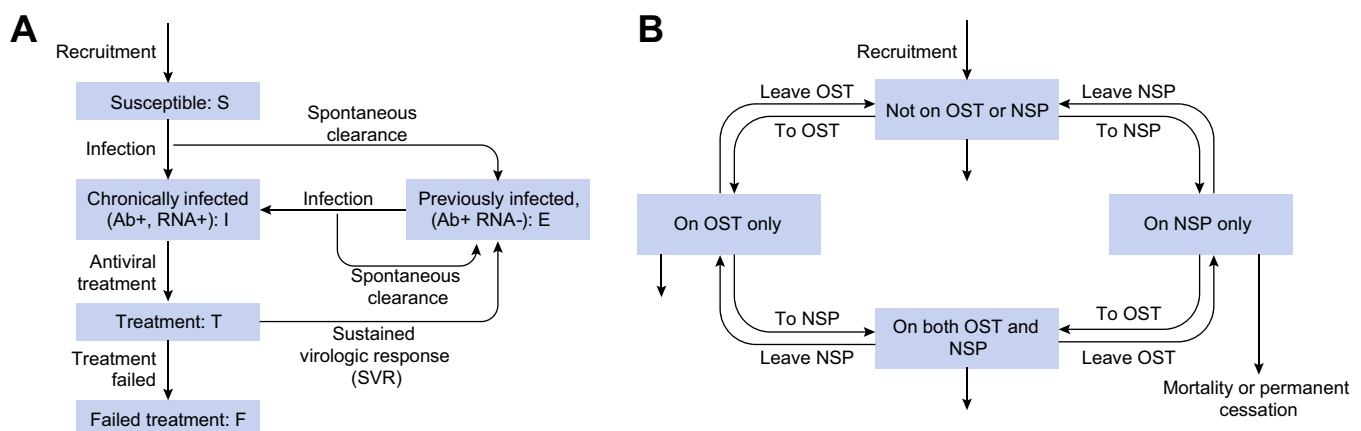 A
Recruitment
Susceptible: S
Spontaneous
clearance
Infection
Chronically infected
(Ab+, RNA+): I
Infection
Previously infected,
(Ab+ RNA-): E
Antiviral
treatment
Spontaneous
clearance
Treatment: T
Sustained
virologic response
(SVR)
Treatment
failed
Failed treatment: F
B
Recruitment
Leave OST
To OST
Not on OST or NSP
Leave NSP
To NSP
On OST only
On NSP only
To NSP
Leave NSP
On both OST and
NSP
To OST
Leave OST
Mortality or permanent
cessation